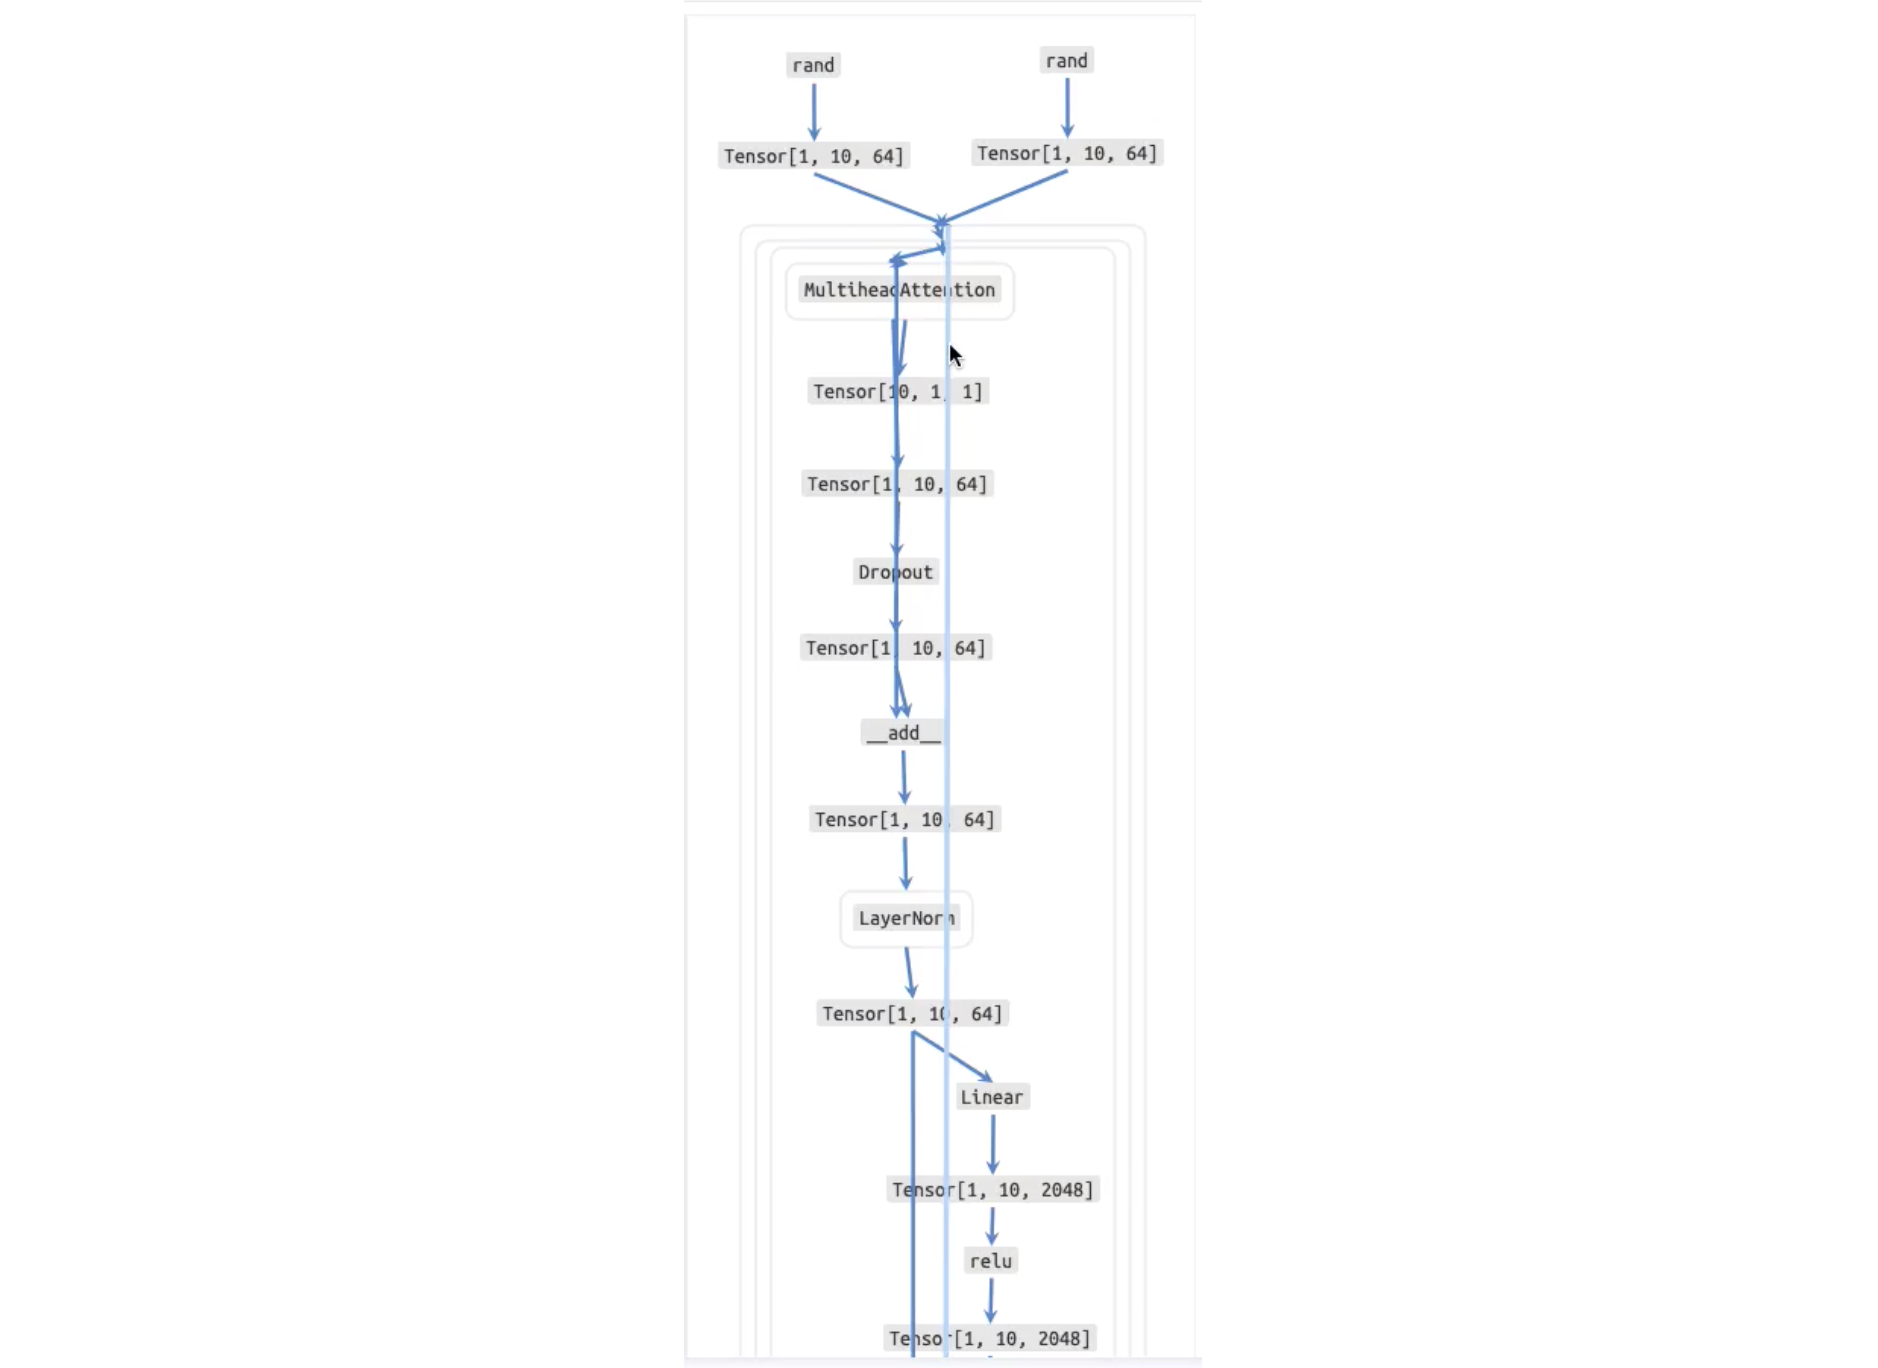 rand
rand
Tensor[1, 10, 64]
Tensor[1, 10, 64]
MultiheadAttention
Tensor[10, 1, 1]
Tensor[1, 10, 64]
Dropout
Tensor[1, 10, 64]
__add__
Tensor[1, 10, 64]
LayerNorm
Tensor[1, 10, 64]
Linear
Tensor[1, 10, 2048]
relu
Tensor[1, 10, 2048]